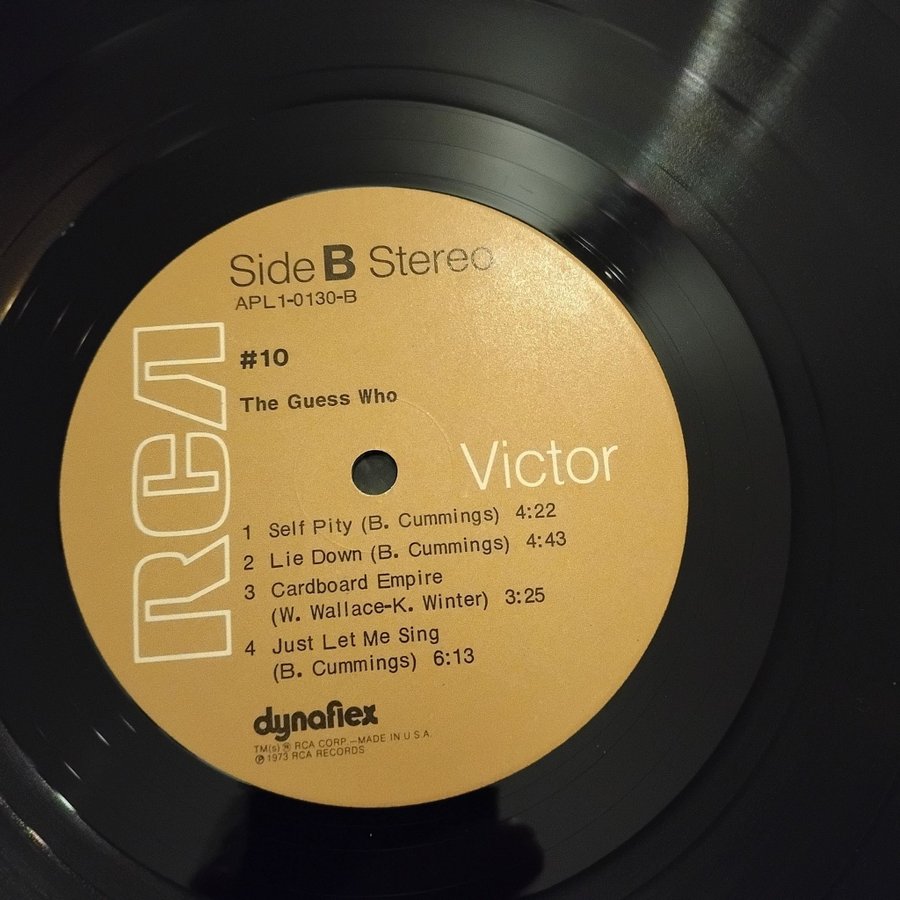 Side B Stereo
APL1-0130-B
#10
The Guess Who
RCA
Victor
1 Self Pity (B. Cummings) 4:22
2 Lie Down (B. Cummings) 4:43
3 Cardboard Empire
(W. Wallace-K. Winter) 3:25
4 Just Let Me Sing
(B. Cummings) 6:13
dynaflex
TM(s) ® RCA CORP.—MADE IN U.S.A.
℗ 1973 RCA RECORDS